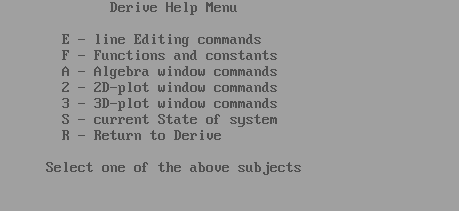 Derive Help Menu
E - line Editing commands
F - Functions and constants
A - Algebra window commands
2 - 2D-plot window commands
3 - 3D-plot window commands
S - current State of system
R - Return to Derive
Select one of the above subjects